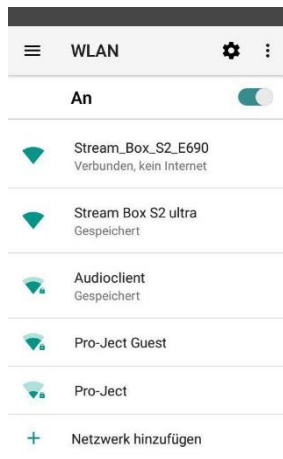 WLAN
An
Stream_Box_S2_E690
Verbunden, kein Internet
Stream Box S2 ultra
Gespeichert
Audioclient
Gespeichert
Pro-Ject Guest
Pro-Ject
Netzwerk hinzufügen